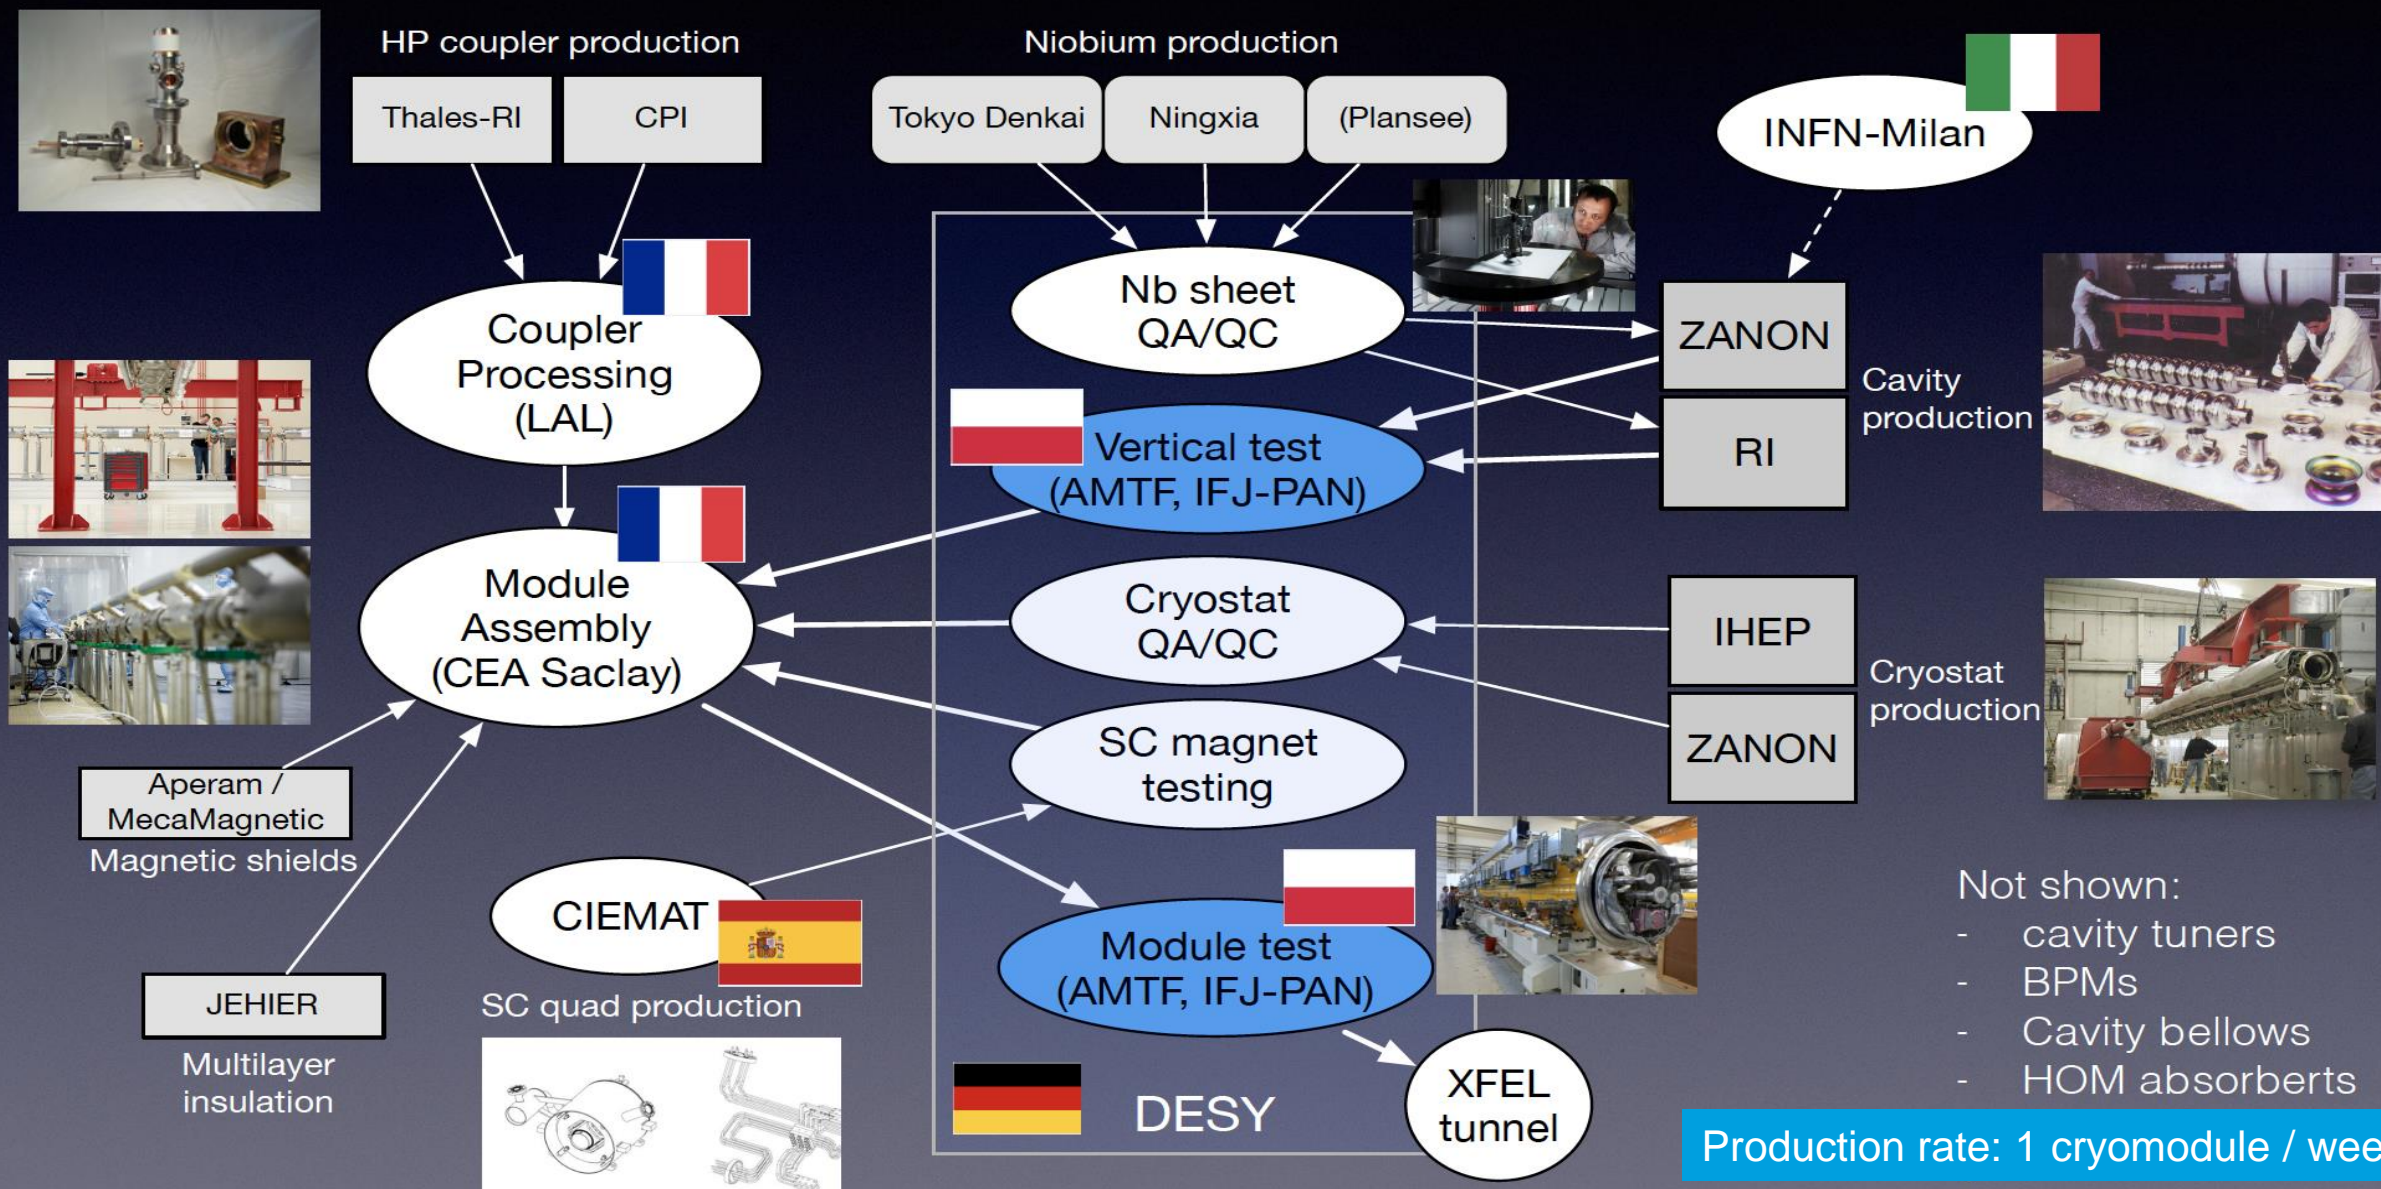 HP coupler production
Thales-RI
CPI
Niobium production
Tokyo Denkai
Ningxia
(Plansee)
INFN-Milan
Coupler
Processing
(LAL)
Nb sheet
QA/QC
ZANON
RI
Cavity
production
Vertical test
(AMTF, IFJ-PAN)
Module
Assembly
(CEA Saclay)
Cryostat
QA/QC
IHEP
ZANON
Cryostat
production
SC magnet
testing
Aperam /
MecaMagnetic
Magnetic shields
CIEMAT
SC quad production
JEHIER
Multilayer
insulation
Module test
(AMTF, IFJ-PAN)
DESY
XFEL
tunnel
Not shown:
- cavity tuners
- BPMs
- Cavity bellows
- HOM absorberts
Production rate: 1 cryomodule / wee